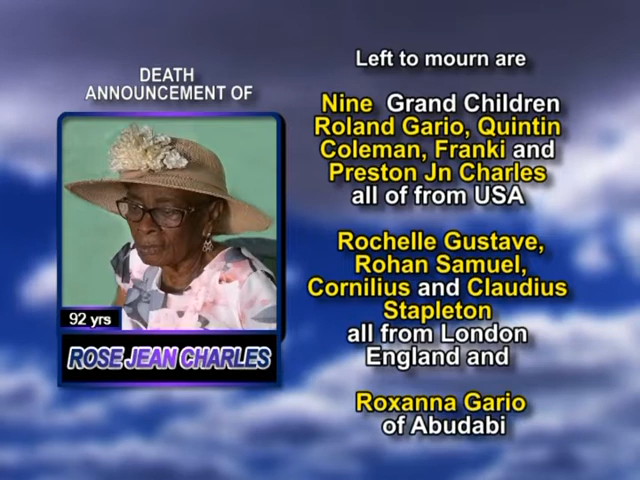 DEATH
ANNOUNCEMENT OF
92 yrs
ROSE JEAN CHARLES
Left to mourn are
Nine Grand Children
Roland Gario, Quintin
Coleman, Franki and
Preston Jn Charles
all of from USA
Rochelle Gustave,
Rohan Samuel,
Cornilius and Claudius
Stapleton
all from London
England and
Roxanna Gario
of Abudabi